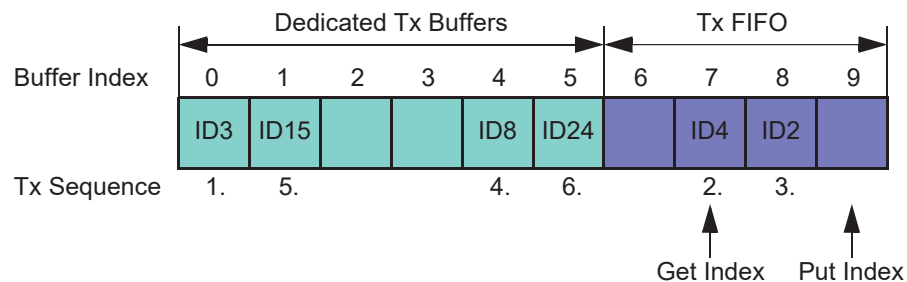 Dedicated Tx Buffers Tx FIFO
Buffer Index 0 1 2 3 4 5 6 7 8 9
ID3 ID15 ID8 ID24 ID4 ID2
Tx Sequence 1. 5. 4. 6. 2. 3.
Get Index Put Index